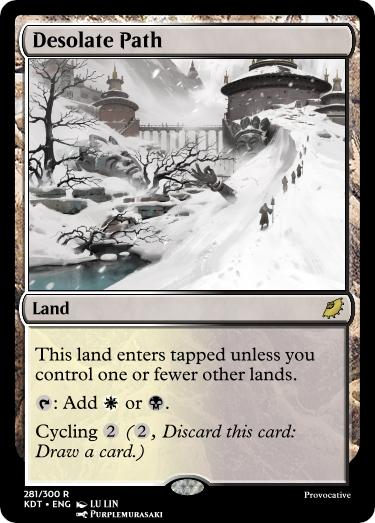 Desolate Path
Land
This land enters tapped unless you
control one or fewer other lands.
: Add or .
Cycling 2 (2, Discard this card:
Draw a card.)
281/300 R
KDT • ENG LU LIN
PURPLEMURASAKI
Provocative